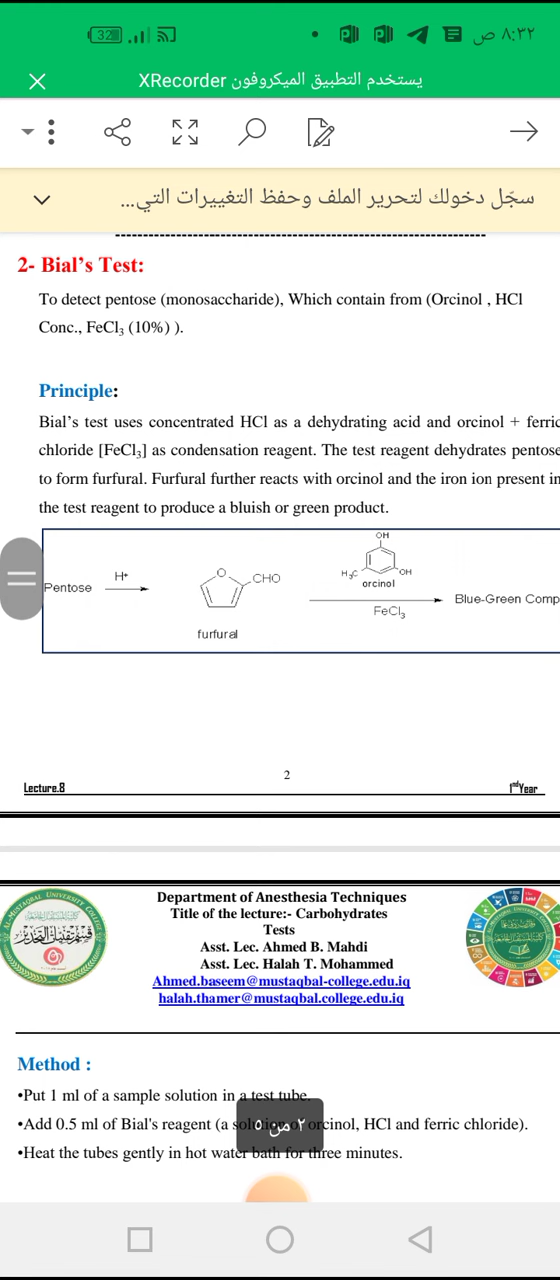 32
٨:٣٢ ص
يستخدم التطبيق الميكروفون XRecorder
سجّل دخولك لتحرير الملف وحفظ التغييرات التي...
2- Bial's Test:
To detect pentose (monosaccharide), Which contain from (Orcinol , HCl
Conc., FeCl₃ (10%) ).
Principle:
Bial's test uses concentrated HCl as a dehydrating acid and orcinol + ferric
chloride [FeCl₃] as condensation reagent. The test reagent dehydrates pentose
to form furfural. Furfural further reacts with orcinol and the iron ion present in
the test reagent to produce a bluish or green product.
OH
O
H⁺
CHO
H₃C
OH
orcinol
Pentose
Blue-Green Comp
FeCl₃
furfural
2
Lecture.8
1ˢᵗYear
Department of Anesthesia Techniques
Title of the lecture:- Carbohydrates
Tests
Asst. Lec. Ahmed B. Mahdi
Asst. Lec. Halah T. Mohammed
Ahmed.baseem@mustaqbal-college.edu.iq
halah.thamer@mustaqbal.college.edu.iq
Method :
•Put 1 ml of a sample solution in a test tube.
•Add 0.5 ml of Bial's reagent (a solution of orcinol, HCl and ferric chloride).
٢ من ٥
•Heat the tubes gently in hot water bath for three minutes.